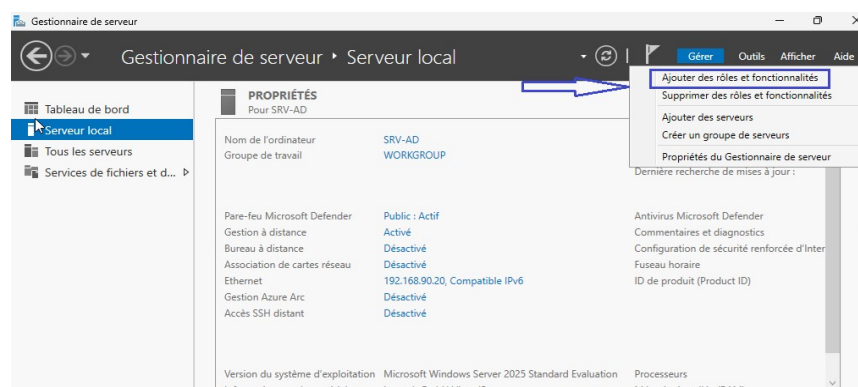 Gestionnaire de serveur
Gestionnaire de serveur ‣ Serveur local
Gérer Outils Afficher Aide
Ajouter des rôles et fonctionnalités
Supprimer des rôles et fonctionnalités
Ajouter des serveurs
Créer un groupe de serveurs
Propriétés du Gestionnaire de serveur
Tableau de bord
Serveur local
Tous les serveurs
Services de fichiers et d...
PROPRIÉTÉS
Pour SRV-AD
Nom de l'ordinateur SRV-AD
Groupe de travail WORKGROUP
Dernière recherche de mises à jour :
Pare-feu Microsoft Defender Public : Actif Antivirus Microsoft Defender
Gestion à distance Activé Commentaires et diagnostics
Bureau à distance Désactivé Configuration de sécurité renforcée d'Inter
Association de cartes réseau Désactivé Fuseau horaire
Ethernet 192.168.90.20, Compatible IPv6 ID de produit (Product ID)
Gestion Azure Arc Désactivé
Accès SSH distant Désactivé
Version du système d'exploitation Microsoft Windows Server 2025 Standard Evaluation Processeurs